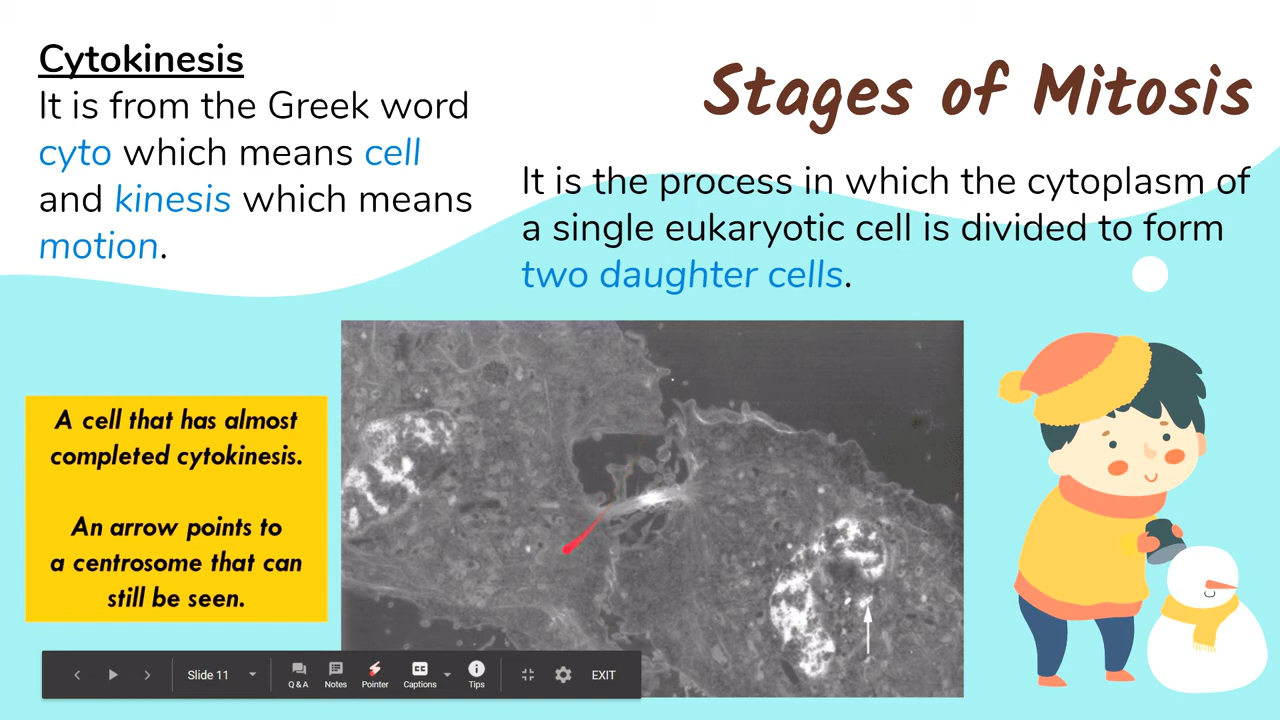 Cytokinesis
It is from the Greek word
cyto which means cell
and kinesis which means
motion.
Stages of Mitosis
It is the process in which the cytoplasm of
a single eukaryotic cell is divided to form
two daughter cells.
A cell that has almost
completed cytokinesis.
An arrow points to
a centrosome that can
still be seen.
Slide 11
Q & A
Notes
Pointer
Captions
Tips
EXIT